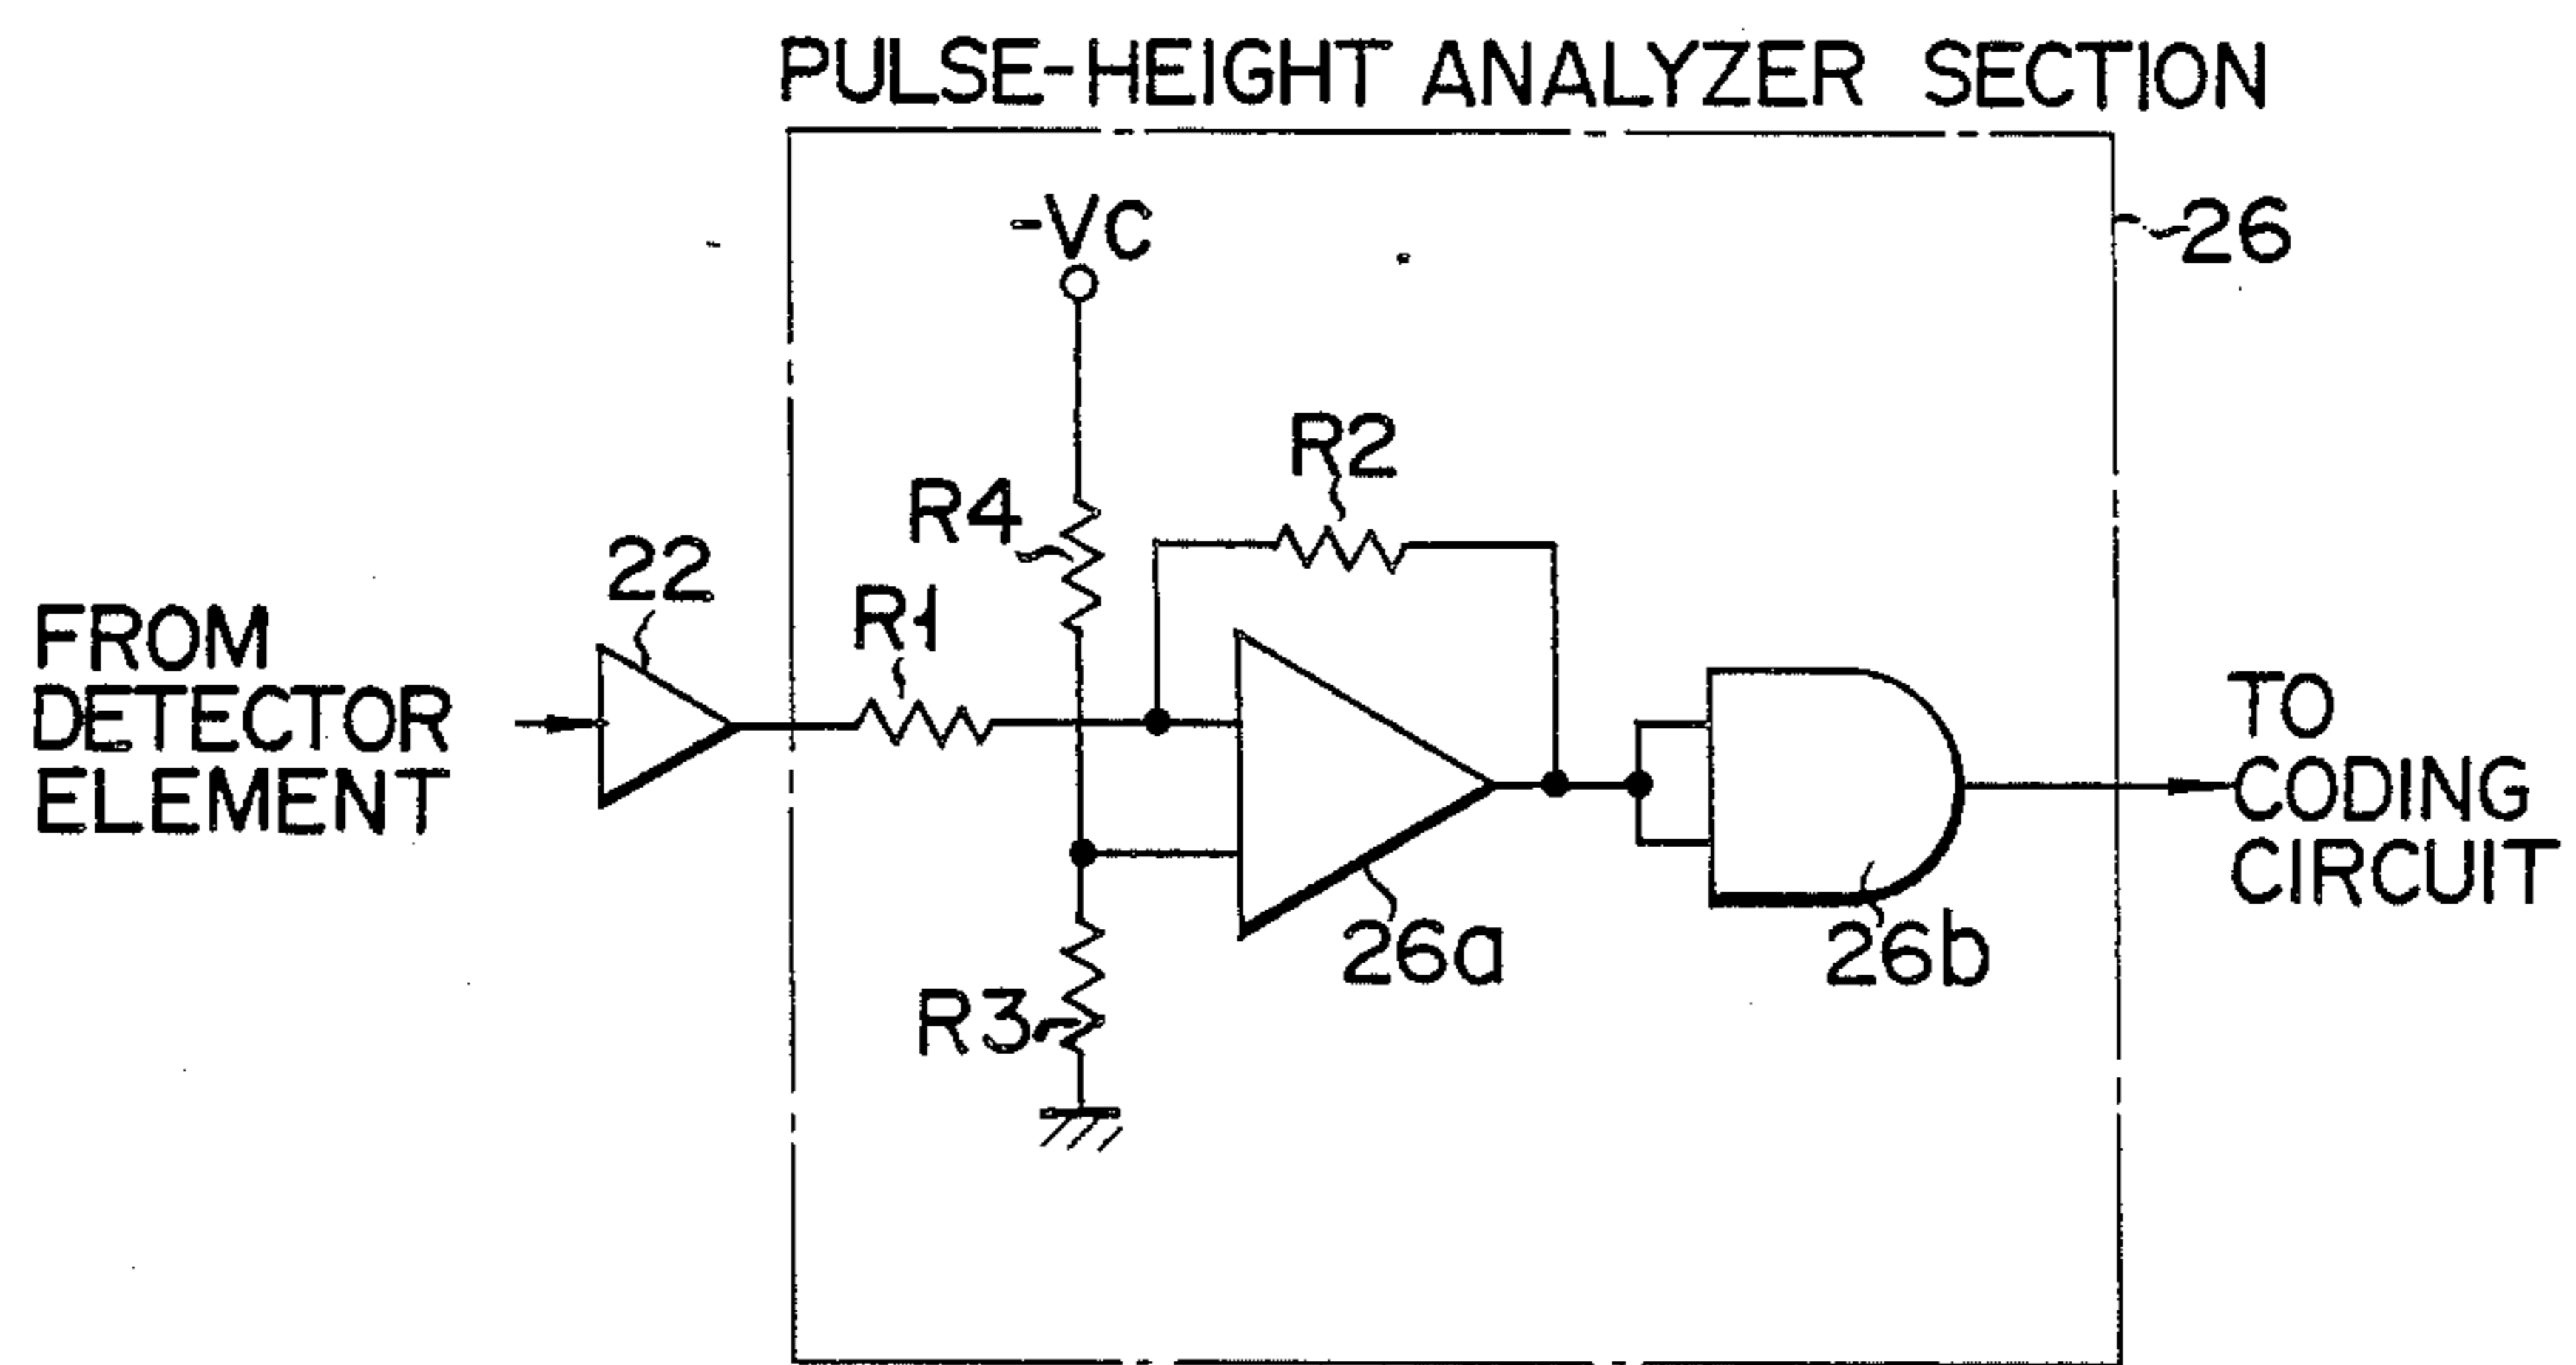 PULSE-HEIGHT ANALYZER SECTION
-VC
26
R2
R4
22
R1
FROM
DETECTOR
ELEMENT
TO
CODING
CIRCUIT
26a
26b
R3